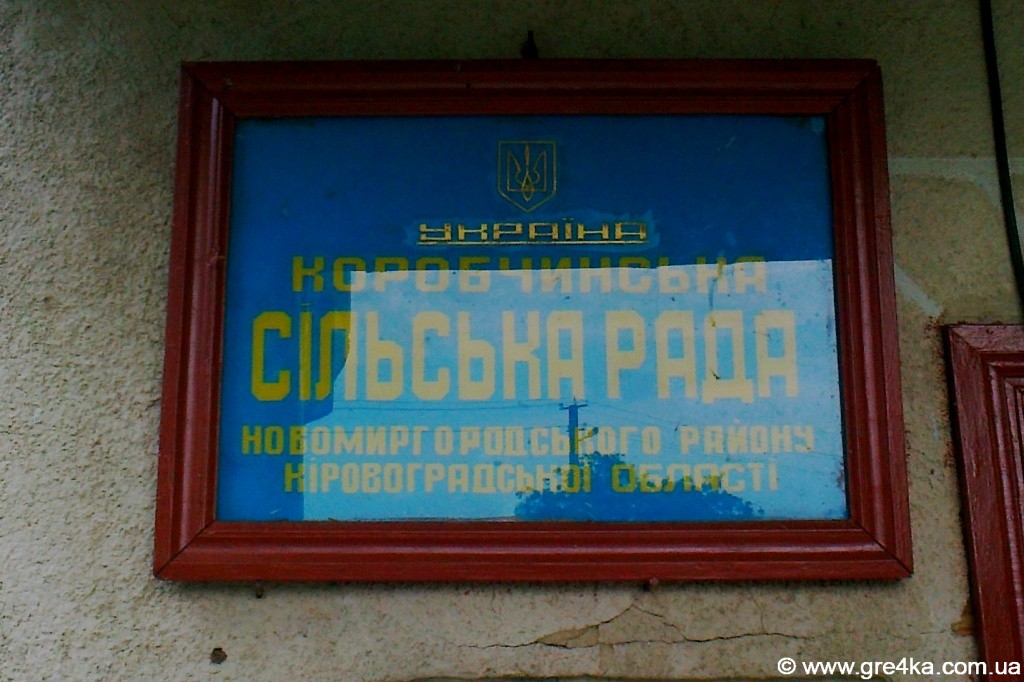 УКРАЇНА
КОРОБЧИНСЬКА
СІЛЬСЬКА РАДА
НОВОМИРГОРОДСЬКОГО РАЙОНУ
КІРОВОГРАДСЬКОЇ ОБЛАСТІ
© www.gre4ka.com.ua